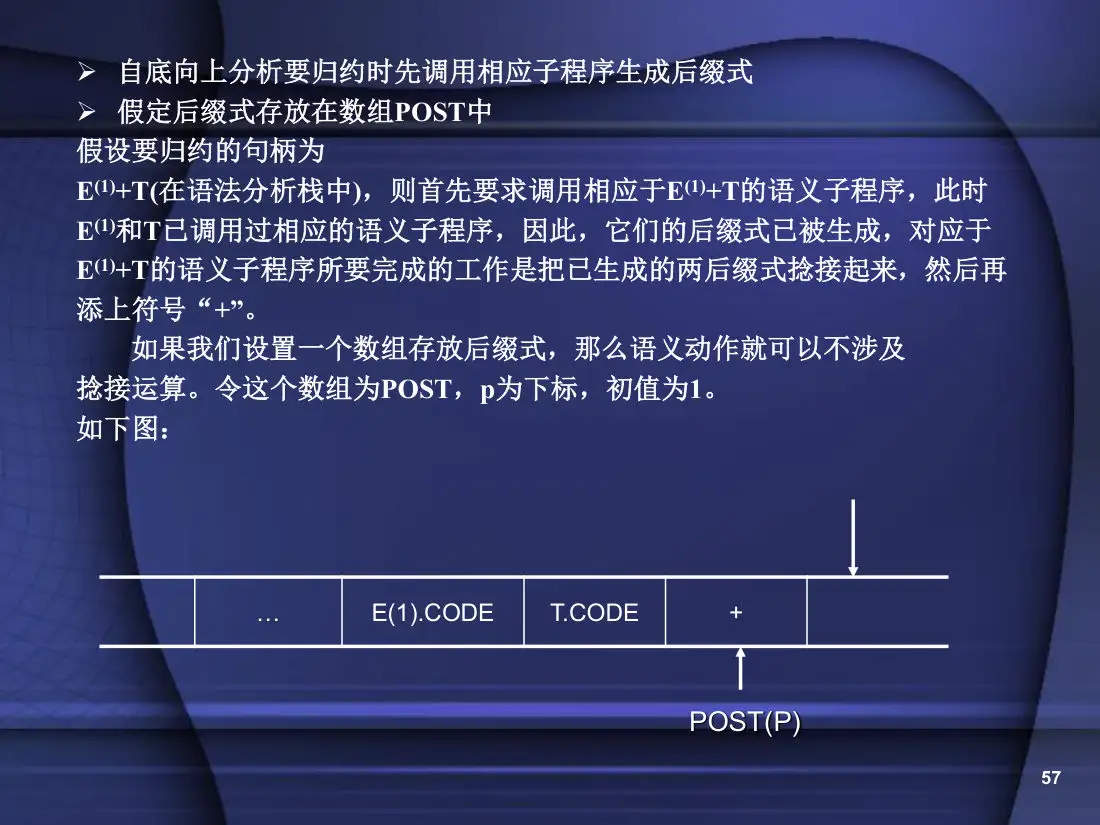 ➢ 自底向上分析要归约时先调用相应子程序生成后缀式
➢ 假定后缀式存放在数组POST中
假设要归约的句柄为
E⁽¹⁾+T(在语法分析栈中)，则首先要求调用相应于E⁽¹⁾+T的语义子程序，此时
E⁽¹⁾和T已调用过相应的语义子程序，因此，它们的后缀式已被生成，对应于
E⁽¹⁾+T的语义子程序所要完成的工作是把已生成的两后缀式捻接起来，然后再
添上符号“+”。
如果我们设置一个数组存放后缀式，那么语义动作就可以不涉及
捻接运算。令这个数组为POST，p为下标，初值为1。
如下图：
… E(1).CODE T.CODE +
POST(P)
57